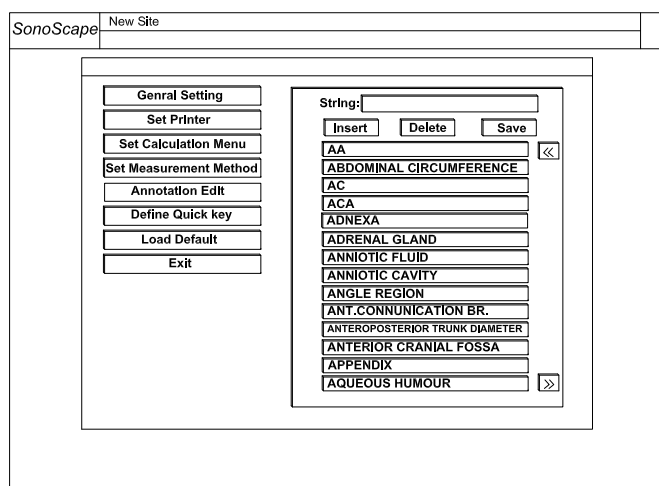 SonoScape
New Site
Genral Setting
Set Printer
Set Calculation Menu
Set Measurement Method
Annotation Edit
Define Quick key
Load Default
Exit
String:
Insert
Delete
Save
AA
ABDOMINAL CIRCUMFERENCE
AC
ACA
ADNEXA
ADRENAL GLAND
ANNIOTIC FLUID
ANNIOTIC CAVITY
ANGLE REGION
ANT.CONNUNICATION BR.
ANTEROPOSTERIOR TRUNK DIAMETER
ANTERIOR CRANIAL FOSSA
APPENDIX
AQUEOUS HUMOUR